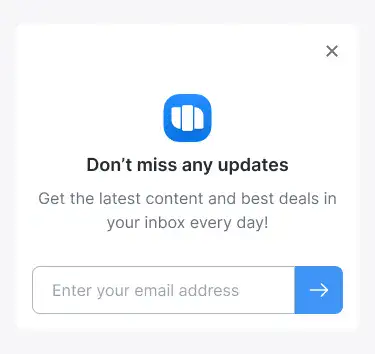 Don’t miss any updates
Get the latest content and best deals in
your inbox every day!
Enter your email address